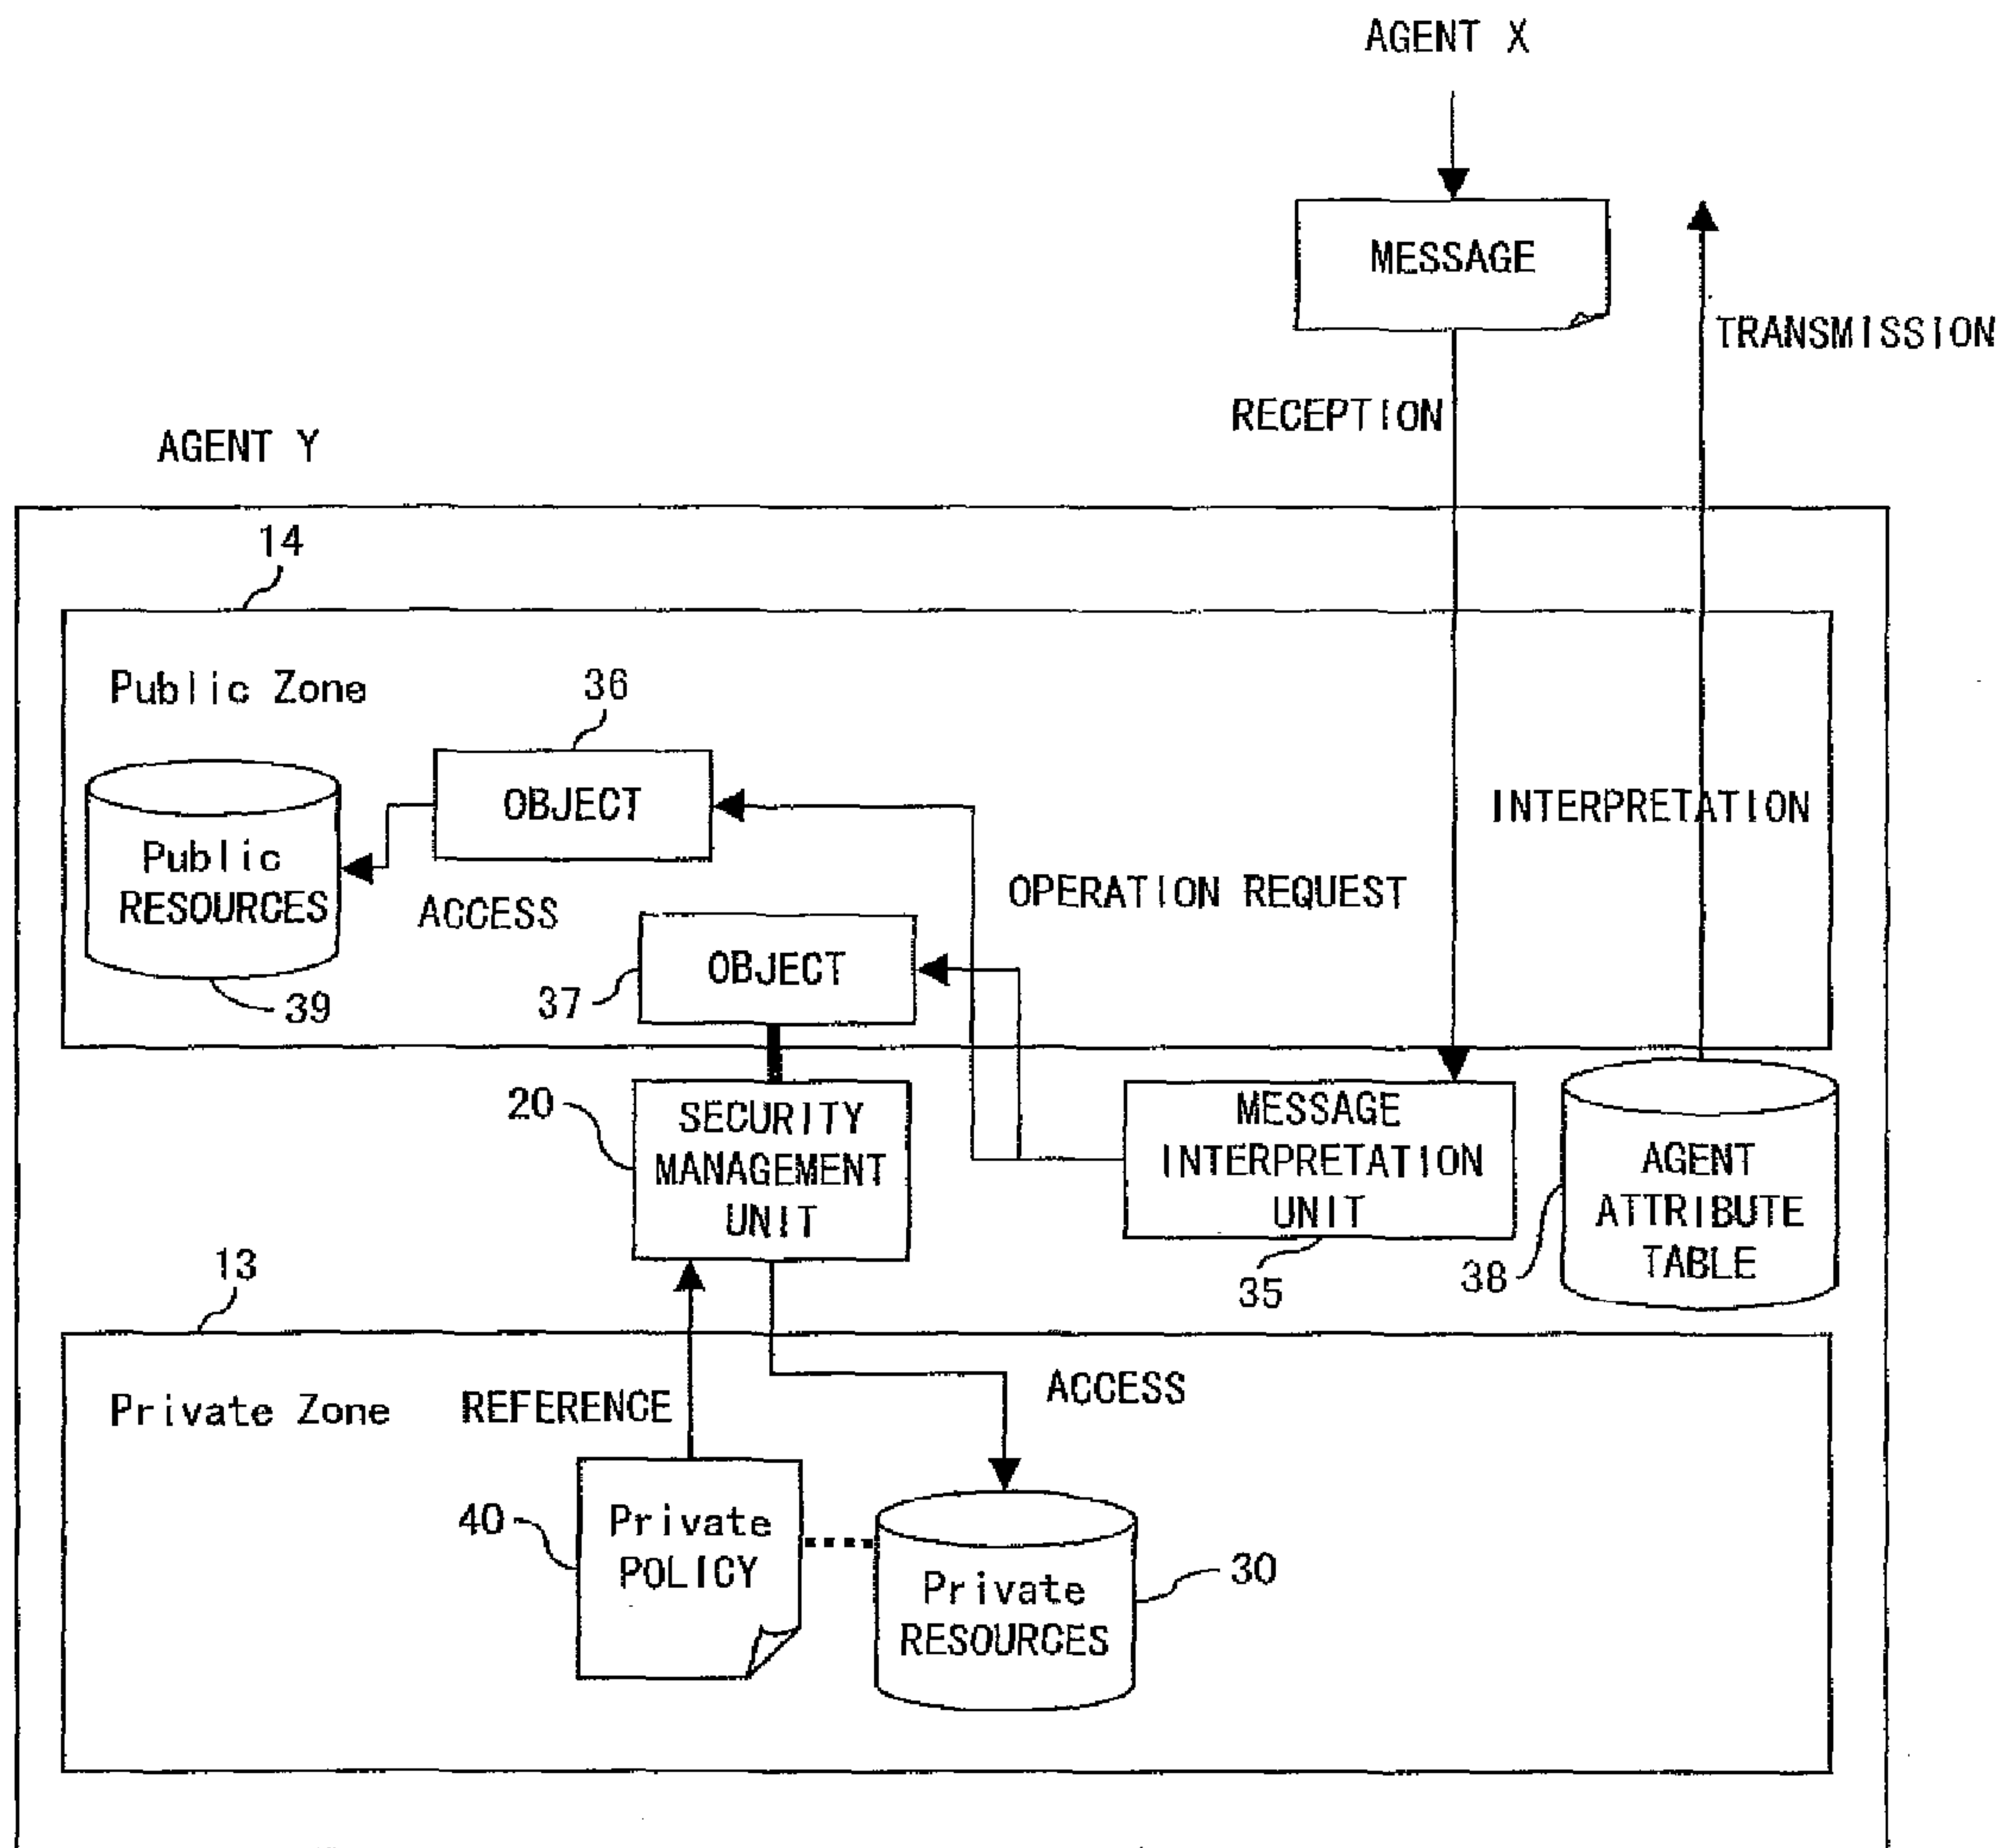 AGENT X
MESSAGE
TRANSMISSION
RECEPTION
AGENT Y
14
Public Zone
36
OBJECT
INTERPRETATION
Public
RESOURCES
ACCESS
OPERATION REQUEST
OBJECT
37
39
20
SECURITY
MANAGEMENT
UNIT
MESSAGE
INTERPRETATION
UNIT
35
AGENT
ATTRIBUTE
TABLE
38
13
Private Zone
REFERENCE
ACCESS
40
Private
POLICY
Private
RESOURCES
30